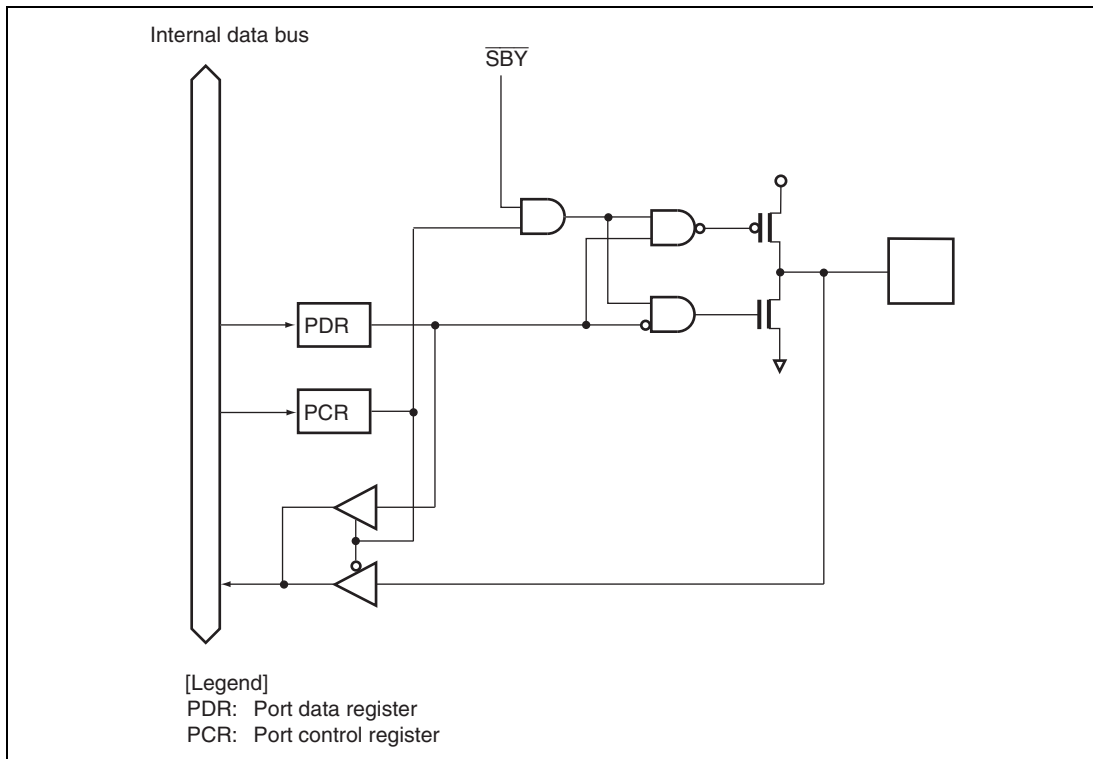 Internal data bus
SBY
PDR
PCR
[Legend]
PDR: Port data register
PCR: Port control register